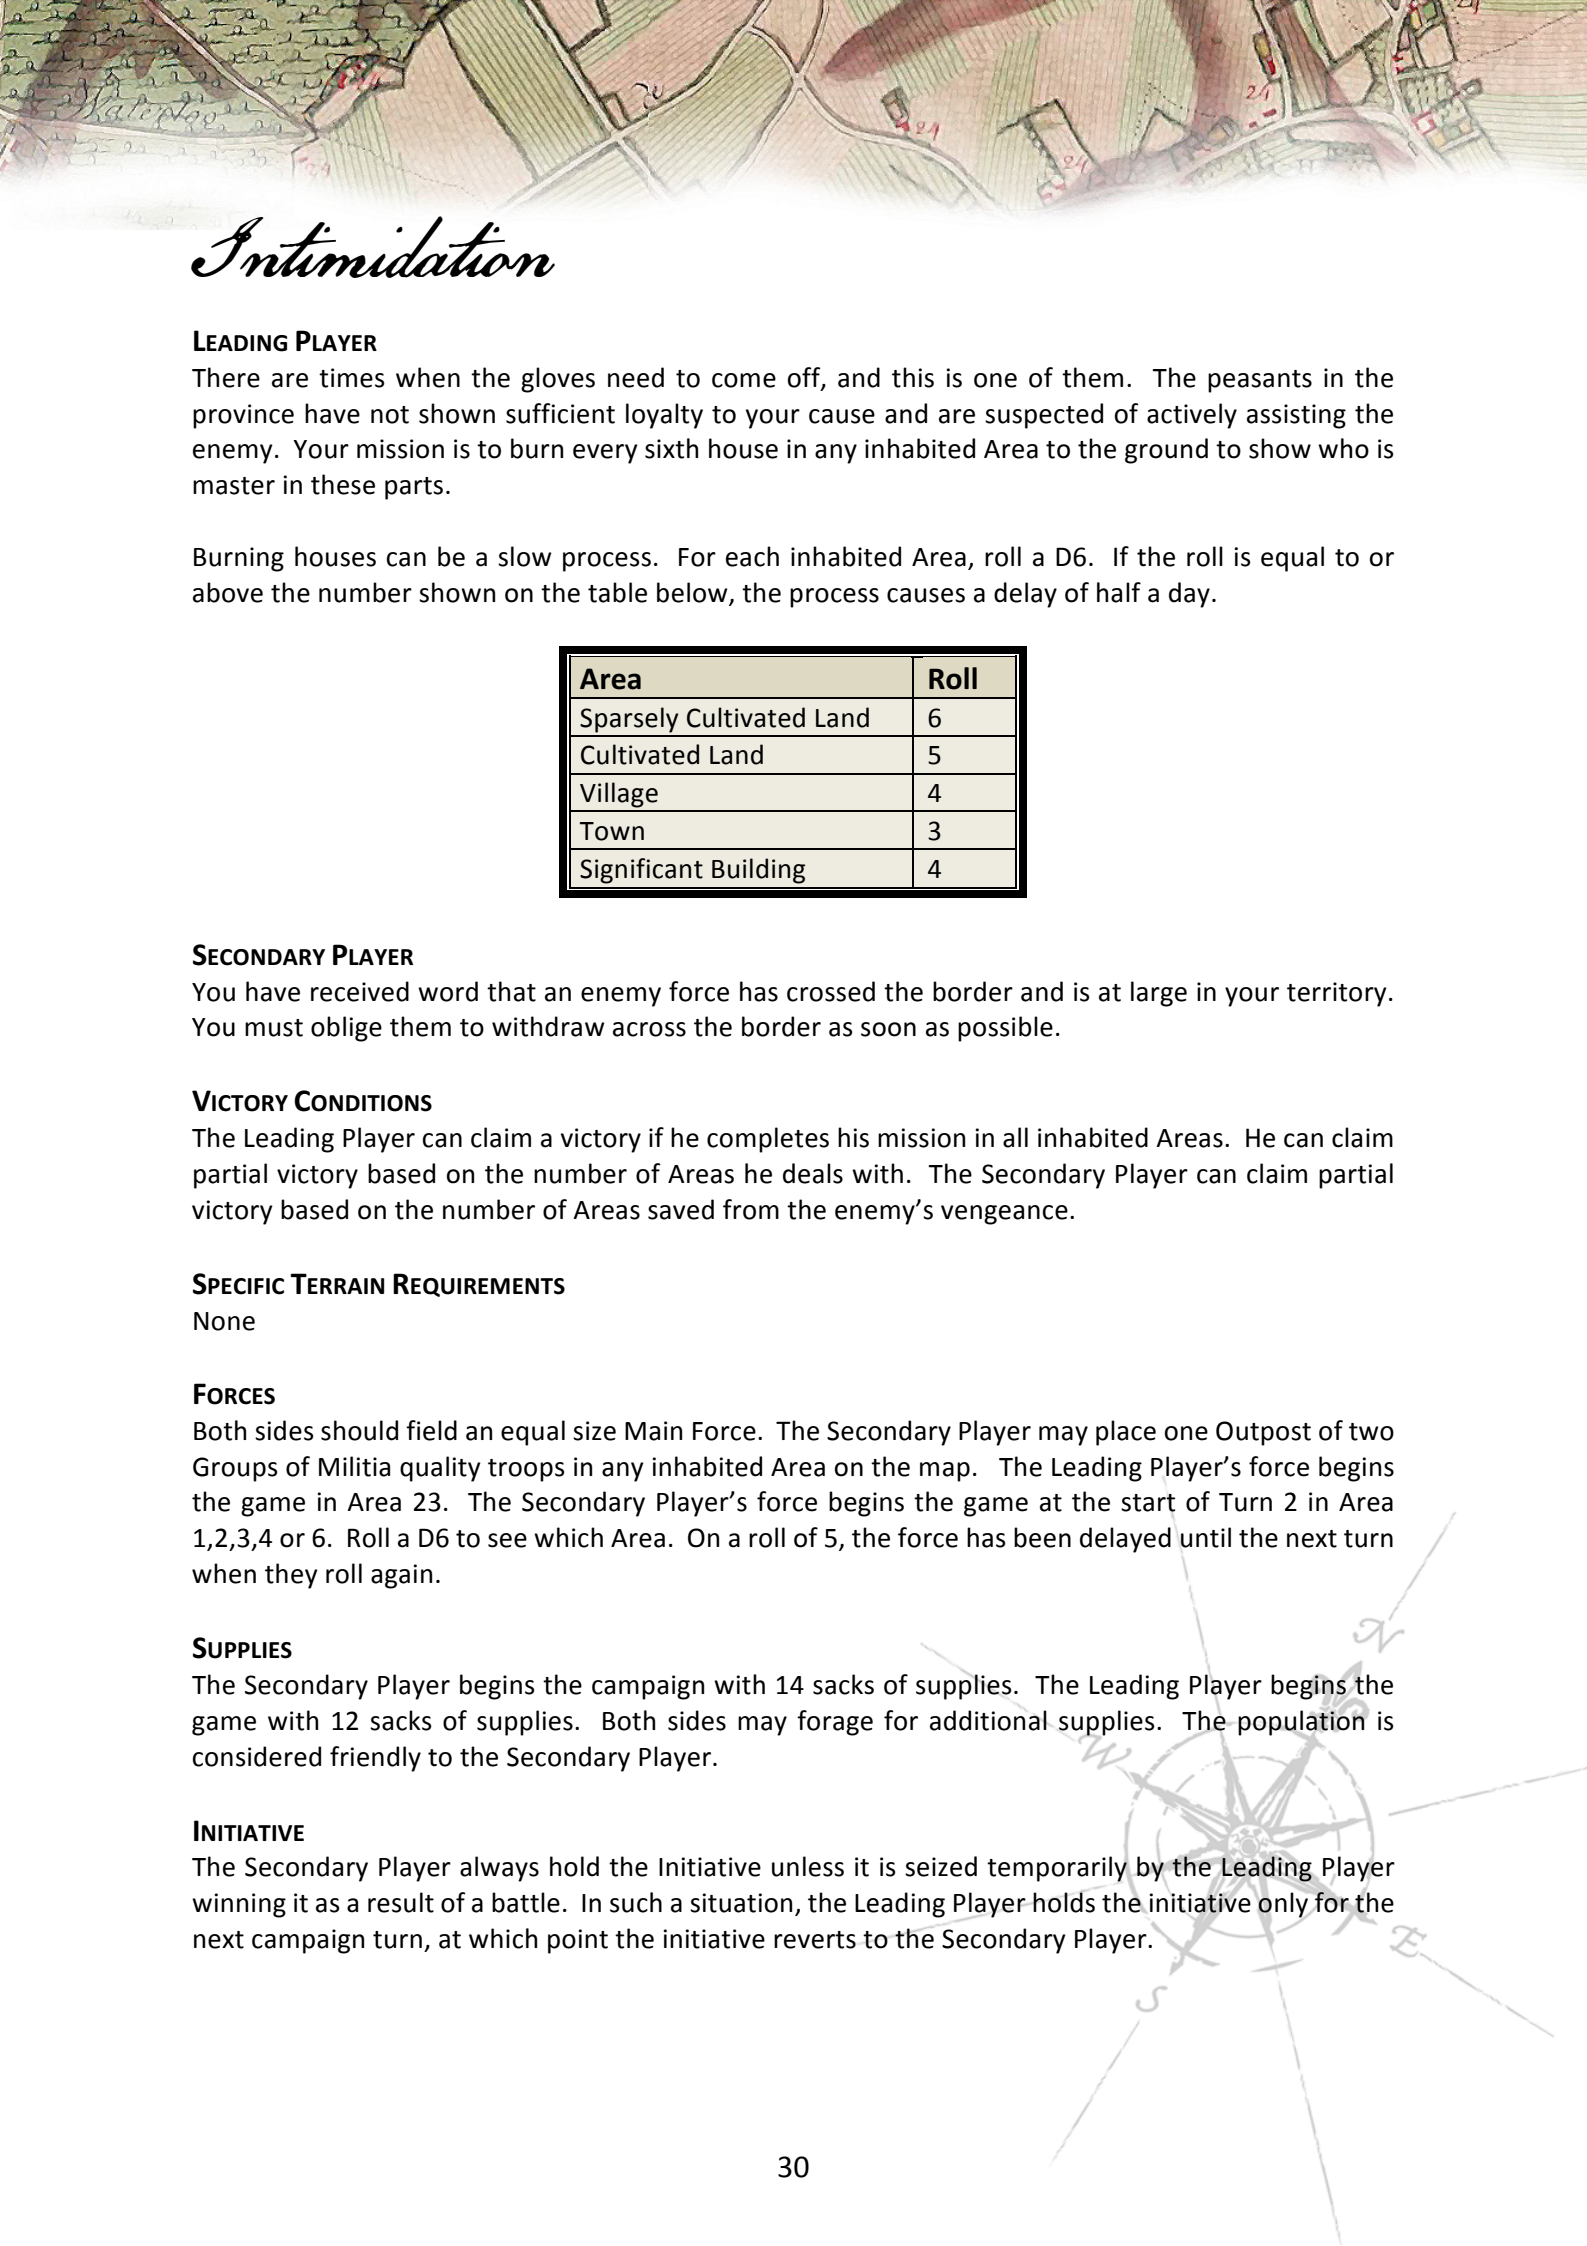 Waterloo
24
24
24
24
24
Intimidation
LEADING PLAYER
There are times when the gloves need to come off, and this is one of them.  The peasants in the
province have not shown sufficient loyalty to your cause and are suspected of actively assisting the
enemy.  Your mission is to burn every sixth house in any inhabited Area to the ground to show who is
master in these parts.
Burning houses can be a slow process.  For each inhabited Area, roll a D6.  If the roll is equal to or
above the number shown on the table below, the process causes a delay of half a day.
Area Roll
Sparsely Cultivated Land 6
Cultivated Land 5
Village 4
Town 3
Significant Building 4
SECONDARY PLAYER
You have received word that an enemy force has crossed the border and is at large in your territory.
You must oblige them to withdraw across the border as soon as possible.
VICTORY CONDITIONS
The Leading Player can claim a victory if he completes his mission in all inhabited Areas.  He can claim
partial victory based on the number of Areas he deals with.  The Secondary Player can claim partial
victory based on the number of Areas saved from the enemy’s vengeance.
SPECIFIC TERRAIN REQUIREMENTS
None
FORCES
Both sides should field an equal size Main Force.  The Secondary Player may place one Outpost of two
Groups of Militia quality troops in any inhabited Area on the map.   The Leading Player’s force begins
the game in Area 23.  The Secondary Player’s force begins the game at the start of Turn 2 in Area
1,2,3,4 or 6.  Roll a D6 to see which Area.  On a roll of 5, the force has been delayed until the next turn
when they roll again.
SUPPLIES
The Secondary Player begins the campaign with 14 sacks of supplies.  The Leading Player begins the
game with 12 sacks of supplies.  Both sides may forage for additional supplies.  The population is
considered friendly to the Secondary Player.
INITIATIVE
The Secondary Player always hold the Initiative unless it is seized temporarily by the Leading Player
winning it as a result of a battle.  In such a situation, the Leading Player holds the initiative only for the
next campaign turn, at which point the initiative reverts to the Secondary Player.
N
W
E
S
30